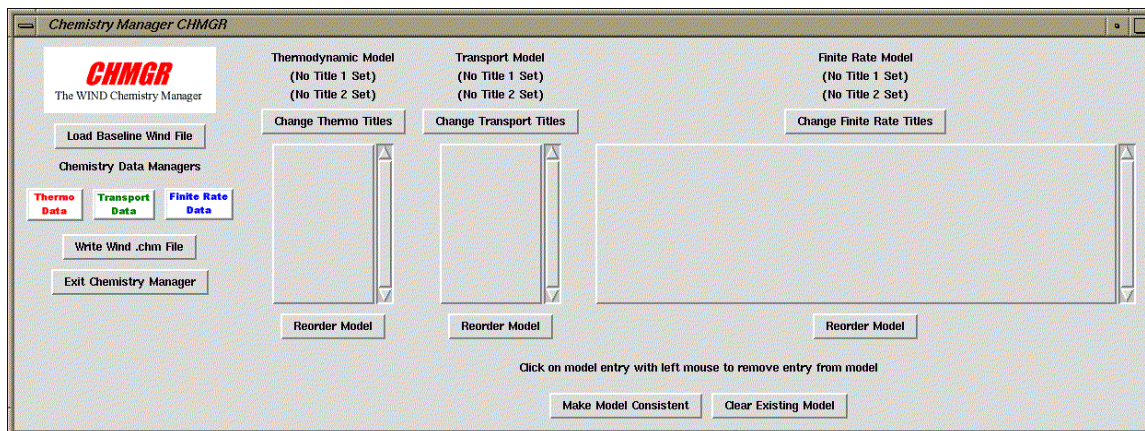 Chemistry Manager CHMGR
CHMGR
The WIND Chemistry Manager
Load Baseline Wind File
Chemistry Data Managers
Thermo
Data
Transport
Data
Finite Rate
Data
Write Wind .chm File
Exit Chemistry Manager
Thermodynamic Model
(No Title 1 Set)
(No Title 2 Set)
Change Thermo Titles
Reorder Model
Transport Model
(No Title 1 Set)
(No Title 2 Set)
Change Transport Titles
Reorder Model
Finite Rate Model
(No Title 1 Set)
(No Title 2 Set)
Change Finite Rate Titles
Reorder Model
Click on model entry with left mouse to remove entry from model
Make Model Consistent
Clear Existing Model